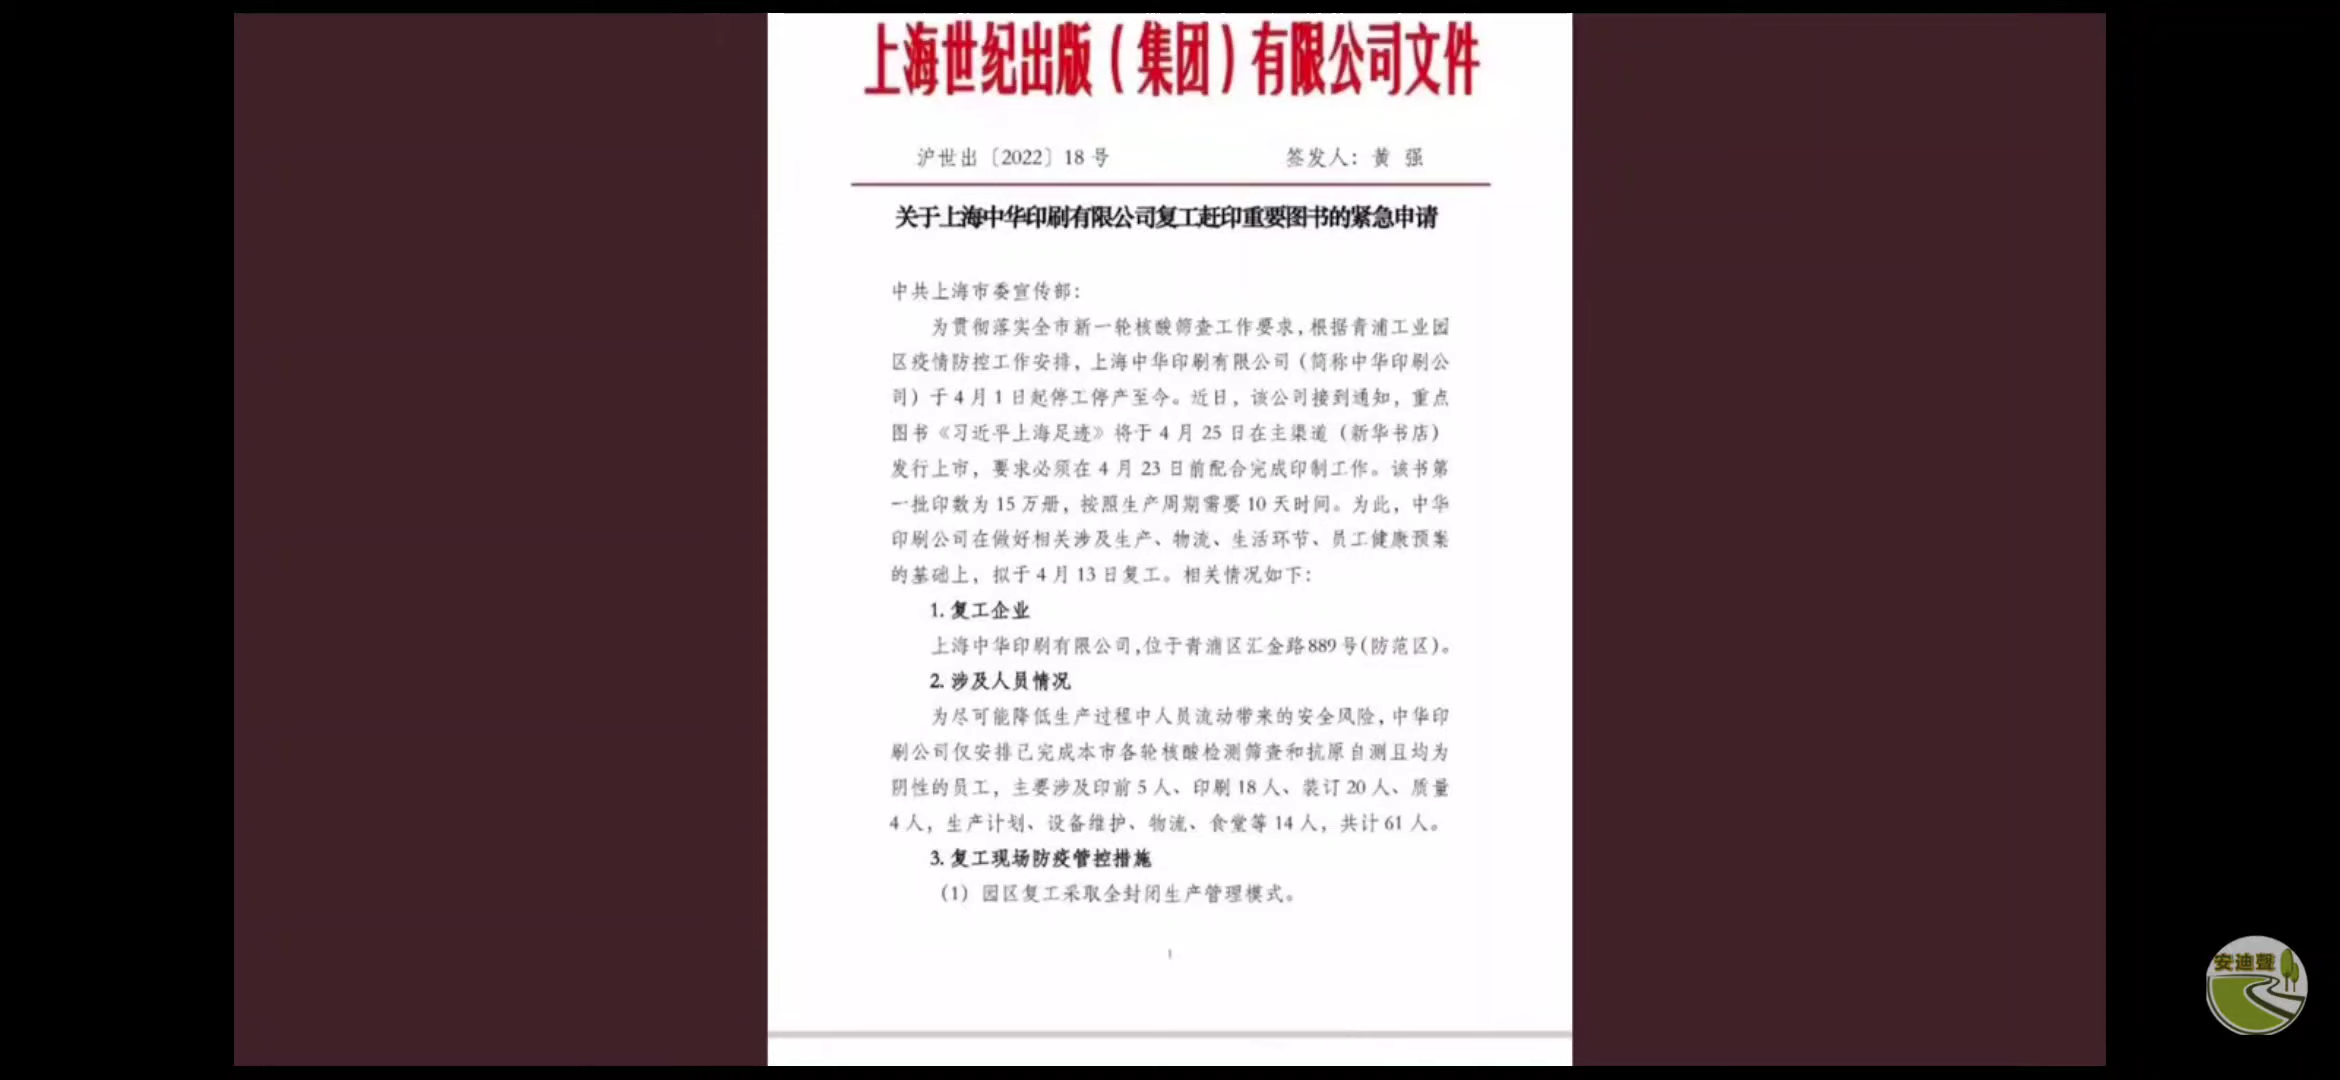 上海世纪出版(集团)有限公司文件
沪世出〔2022〕18 号 签发人：黄 强
关于上海中华印刷有限公司复工赶印重要图书的紧急申请
中共上海市委宣传部：
为贯彻落实全市新一轮核酸筛查工作要求，根据青浦工业园
区疫情防控工作安排，上海中华印刷有限公司（简称中华印刷公
司）于 4 月 1 日起停工停产至今。近日，该公司接到通知，重点
图书《习近平上海足迹》将于 4 月 25 日在主渠道（新华书店）
发行上市，要求必须在 4 月 23 日前配合完成印制工作。该书第
一批印数为 15 万册，按照生产周期需要 10 天时间。为此，中华
印刷公司在做好相关涉及生产、物流、生活环节、员工健康预案
的基础上，拟于 4 月 13 日复工。相关情况如下：
1. 复工企业
上海中华印刷有限公司,位于青浦区汇金路889号(防范区)。
2. 涉及人员情况
为尽可能降低生产过程中人员流动带来的安全风险，中华印
刷公司仅安排已完成本市各轮核酸检测筛查和抗原自测且均为
阴性的员工，主要涉及印前 5 人、印刷 18 人、装订 20 人、质量
4 人，生产计划、设备维护、物流、食堂等 14 人，共计 61 人。
3. 复工现场防疫管控措施
（1）园区复工采取全封闭生产管理模式。
1
安迪聲